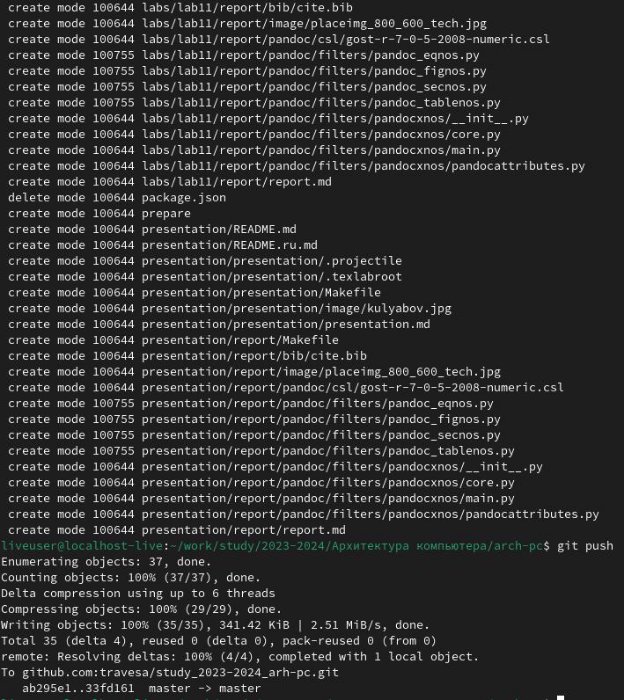 create mode 100644 labs/lab11/report/bib/cite.bib
create mode 100644 labs/lab11/report/image/placeimg_800_600_tech.jpg
create mode 100644 labs/lab11/report/pandoc/csl/gost-r-7-0-5-2008-numeric.csl
create mode 100755 labs/lab11/report/pandoc/filters/pandoc_eqnos.py
create mode 100755 labs/lab11/report/pandoc/filters/pandoc_fignos.py
create mode 100755 labs/lab11/report/pandoc/filters/pandoc_secnos.py
create mode 100755 labs/lab11/report/pandoc/filters/pandoc_tablenos.py
create mode 100644 labs/lab11/report/pandoc/filters/pandocxnos/__init__.py
create mode 100644 labs/lab11/report/pandoc/filters/pandocxnos/core.py
create mode 100644 labs/lab11/report/pandoc/filters/pandocxnos/main.py
create mode 100644 labs/lab11/report/pandoc/filters/pandocxnos/pandocattributes.py
create mode 100644 labs/lab11/report/report.md
delete mode 100644 package.json
create mode 100644 prepare
create mode 100644 presentation/README.md
create mode 100644 presentation/README.ru.md
create mode 100644 presentation/presentation/.projectile
create mode 100644 presentation/presentation/.texlabroot
create mode 100644 presentation/presentation/Makefile
create mode 100644 presentation/presentation/image/kulyabov.jpg
create mode 100644 presentation/presentation/presentation.md
create mode 100644 presentation/report/Makefile
create mode 100644 presentation/report/bib/cite.bib
create mode 100644 presentation/report/image/placeimg_800_600_tech.jpg
create mode 100644 presentation/report/pandoc/csl/gost-r-7-0-5-2008-numeric.csl
create mode 100755 presentation/report/pandoc/filters/pandoc_eqnos.py
create mode 100755 presentation/report/pandoc/filters/pandoc_fignos.py
create mode 100755 presentation/report/pandoc/filters/pandoc_secnos.py
create mode 100755 presentation/report/pandoc/filters/pandoc_tablenos.py
create mode 100644 presentation/report/pandoc/filters/pandocxnos/__init__.py
create mode 100644 presentation/report/pandoc/filters/pandocxnos/core.py
create mode 100644 presentation/report/pandoc/filters/pandocxnos/main.py
create mode 100644 presentation/report/pandoc/filters/pandocxnos/pandocattributes.py
create mode 100644 presentation/report/report.md
liveuser@localhost-live:~/work/study/2023-2024/Архитектура компьютера/arch-pc$ git push
Enumerating objects: 37, done.
Counting objects: 100% (37/37), done.
Delta compression using up to 6 threads
Compressing objects: 100% (29/29), done.
Writing objects: 100% (35/35), 341.42 KiB | 2.51 MiB/s, done.
Total 35 (delta 4), reused 0 (delta 0), pack-reused 0 (from 0)
remote: Resolving deltas: 100% (4/4), completed with 1 local object.
To github.com:travesa/study_2023-2024_arh-pc.git
ab295e1..33fd161  master -> master